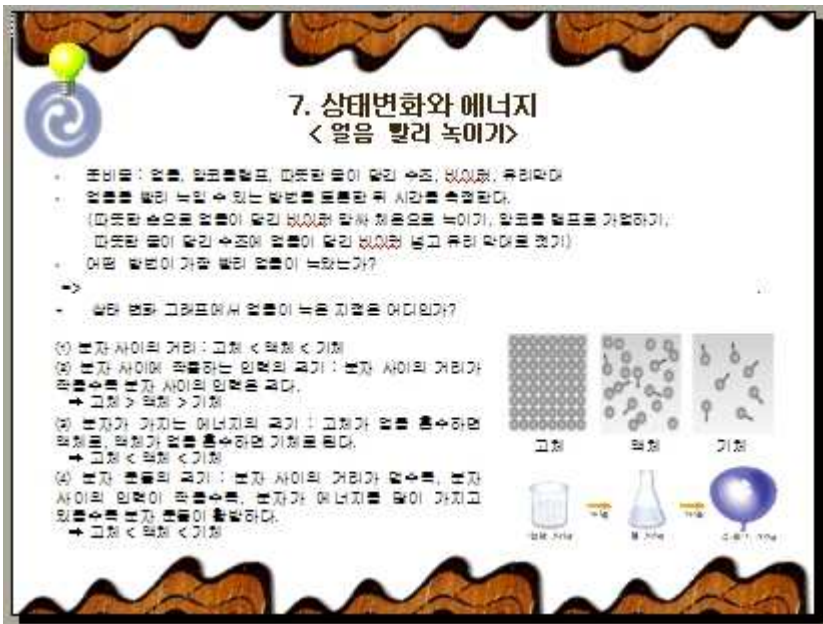 7. 상태변화와 에너지
< 얼음 빨리 녹이기>
- 준비물 : 얼음, 알코올램프, 따뜻한 물이 담긴 수조, 비이커, 유리막대
- 얼음을 빨리 녹일 수 있는 방법을 토론한 뒤 시간을 측정한다.
(따뜻한 손으로 얼음이 담긴 비이커 감싸 체온으로 녹이기, 알코올 램프로 가열하기,
따뜻한 물이 담긴 수조에 얼음이 담긴 비이커 넣고 유리 막대로 젓기)
- 어떤 방법이 가장 빨리 얼음이 녹았는가?
=> .
- 상태 변화 그래프에서 얼음이 녹은 지점은 어디인가?
(1) 분자 사이의 거리 : 고체 < 액체 < 기체
(2) 분자 사이에 작용하는 인력의 크기 : 분자 사이의 거리가
작을수록 분자 사이의 인력은 크다.
➡ 고체 > 액체 > 기체
(3) 분자가 가지는 에너지의 크기 : 고체가 열을 흡수하면
액체로, 액체가 열을 흡수하면 기체로 된다.
➡ 고체 < 액체 < 기체
(4) 분자 운동의 크기 : 분자 사이의 거리가 멀수록, 분자
사이의 인력이 작을수록, 분자가 에너지를 많이 가지고
있을수록 분자 운동이 활발하다.
➡ 고체 < 액체 < 기체
고체 액체 기체